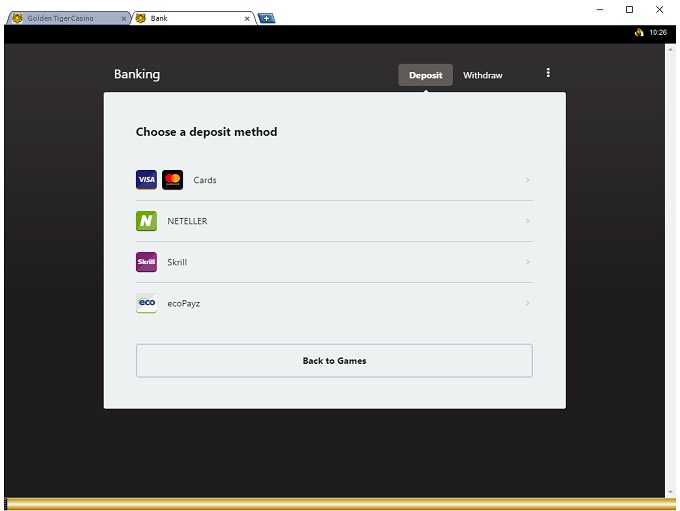 Golden TigerCasino
Bank
10:26
Banking
Deposit
Withdraw
Choose a deposit method
VISA
Cards
N NETELLER
Skrill Skrill
eco ecoPayz
Back to Games